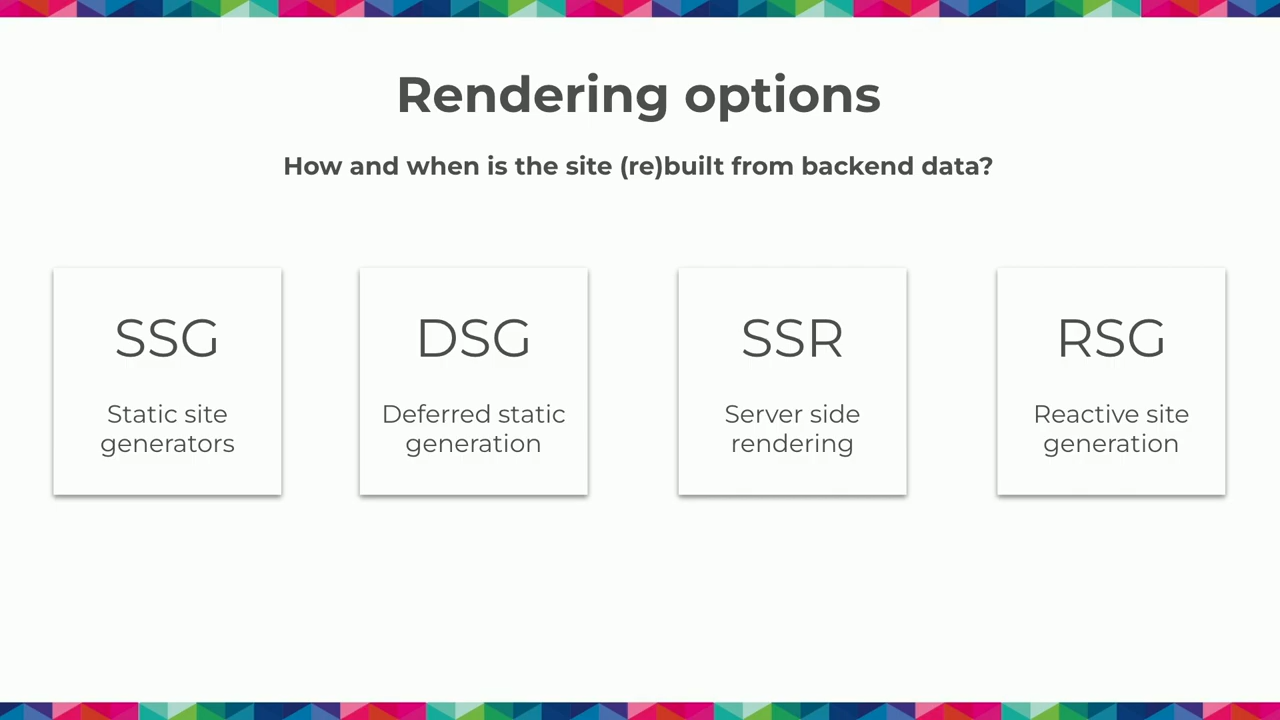 Rendering options
How and when is the site (re)built from backend data?
SSG
Static site
generators
DSG
Deferred static
generation
SSR
Server side
rendering
RSG
Reactive site
generation